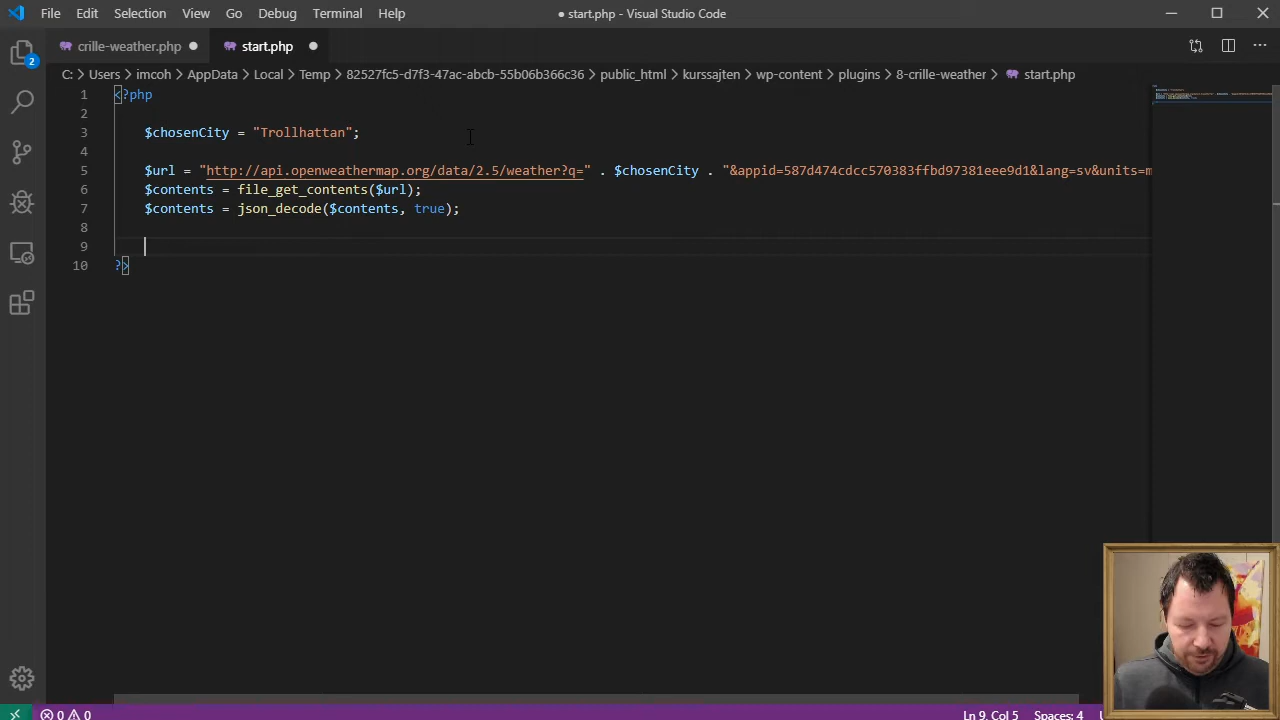 File Edit Selection View Go Debug Terminal Help ● start.php - Visual Studio Code
crille-weather.php ● start.php ●
C: > Users > imcoh > AppData > Local > Temp > 82527fc5-d7f3-47ac-abcb-55b06b366c36 > public_html > kurssajten > wp-content > plugins > 8-crille-weather > start.php
2
1 <?php
2
3 $chosenCity = "Trollhattan";
4
5 $url = "http://api.openweathermap.org/data/2.5/weather?q=" . $chosenCity . "&appid=587d474cdcc570383ffbd97381eee9d1&lang=sv&units=m
6 $contents = file_get_contents($url);
7 $contents = json_decode($contents, true);
8
9
10 ?>
0 0 Ln 9, Col 5 Spaces: 4